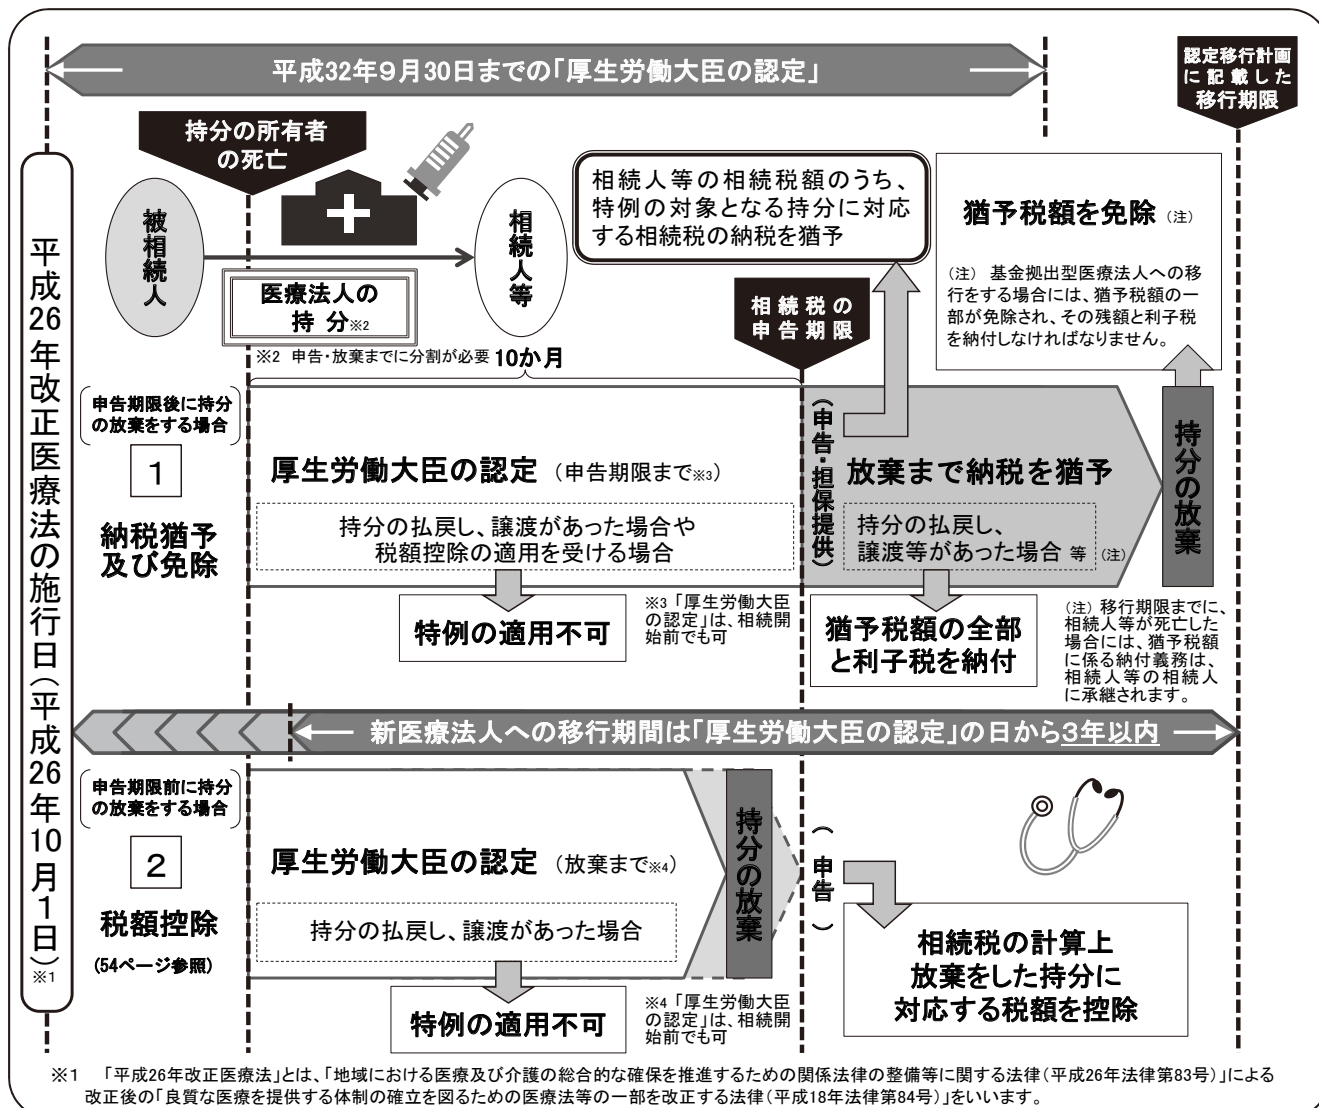 平成32年9月30日までの「厚生労働大臣の認定」
認定移行計画
に記載した
移行期限
持分の所有者
の死亡
平成26年改正医療法の施行日(平成26年10月1日)※1
被相続人
相続人等
医療法人の
持 分※2
※2 申告・放棄までに分割が必要
10か月
相続人等の相続税額のうち、
特例の対象となる持分に対応
する相続税の納税を猶予
相続税の
申告期限
猶予税額を免除(注)
(注) 基金拠出型医療法人への移
行をする場合には、猶予税額の一
部が免除され、その残額と利子税
を納付しなければなりません。
申告期限後に持分
の放棄をする場合
1
納税猶予
及び免除
厚生労働大臣の認定(申告期限まで※3)
持分の払戻し、譲渡があった場合や
税額控除の適用を受ける場合
特例の適用不可
※3「厚生労働大臣
の認定」は、相続開
始前でも可
(申告・担保提供)
放棄まで納税を猶予
持分の払戻し、
譲渡等があった場合 等 (注)
猶予税額の全部
と利子税を納付
持分の放棄
(注) 移行期限までに、
相続人等が死亡した
場合には、猶予税額
に係る納付義務は、
相続人等の相続人
に承継されます。
新医療法人への移行期間は「厚生労働大臣の認定」の日から3年以内
申告期限前に持分
の放棄をする場合
2
税額控除
(54ページ参照)
厚生労働大臣の認定(放棄まで※4)
持分の払戻し、譲渡があった場合
特例の適用不可
※4「厚生労働大臣
の認定」は、相続開
始前でも可
持分の放棄
(申告)
相続税の計算上
放棄をした持分に
対応する税額を控除
※1 「平成26年改正医療法」とは、「地域における医療及び介護の総合的な確保を推進するための関係法律の整備等に関する法律(平成26年法律第83号)」による
改正後の「良質な医療を提供する体制の確立を図るための医療法等の一部を改正する法律(平成18年法律第84号)」をいいます。